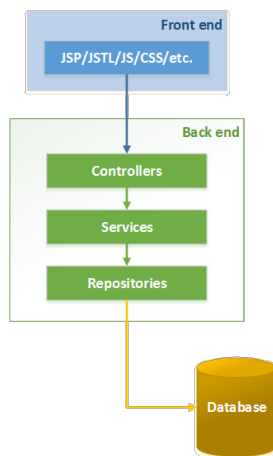 Front end
JSP/JSTL/JS/CSS/etc.
Back end
Controllers
Services
Repositories
Database